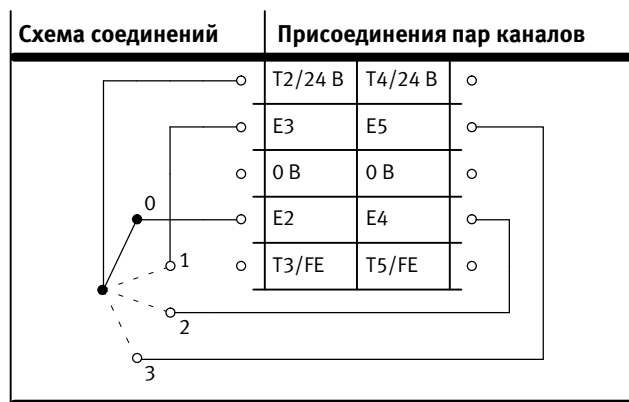 Схема соединений Присоединения пар каналов
T2/24 В T4/24 В
E3 E5
0 В 0 В
0 E2 E4
1 T3/FE T5/FE
2
3